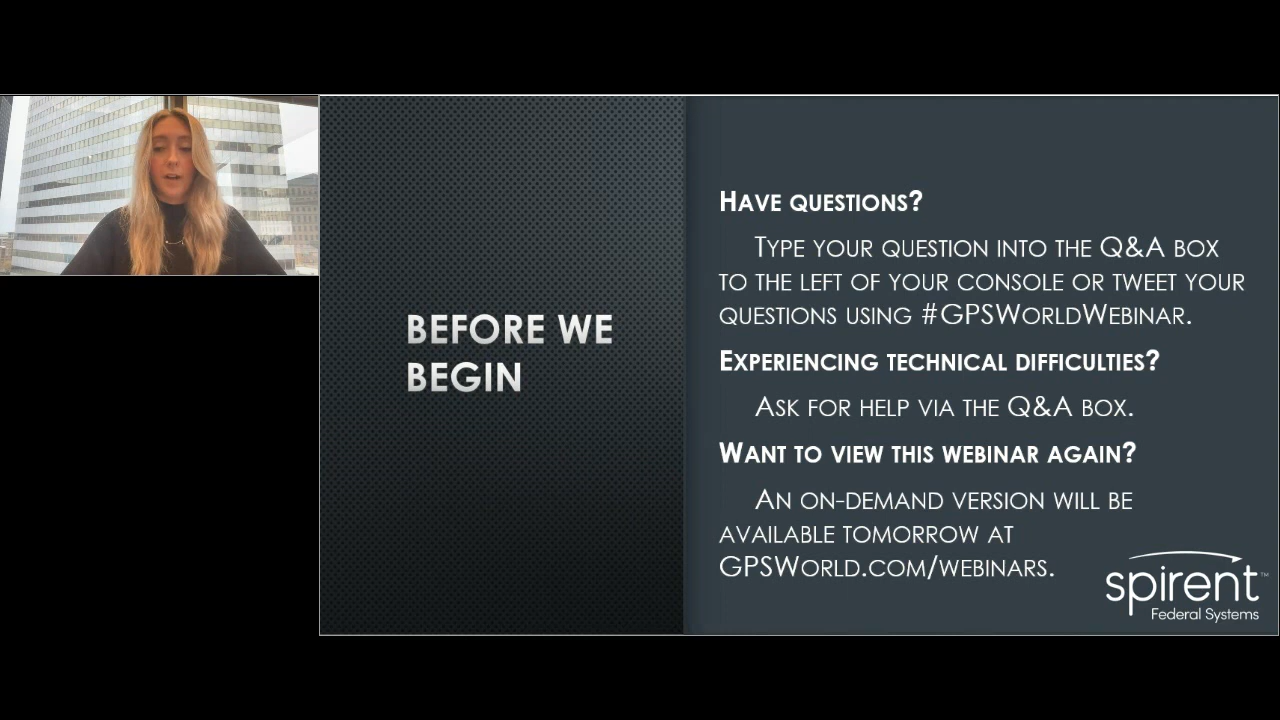 BEFORE WE
BEGIN
HAVE QUESTIONS?
TYPE YOUR QUESTION INTO THE Q&A BOX
TO THE LEFT OF YOUR CONSOLE OR TWEET YOUR
QUESTIONS USING #GPSWORLDWEBINAR.
EXPERIENCING TECHNICAL DIFFICULTIES?
ASK FOR HELP VIA THE Q&A BOX.
WANT TO VIEW THIS WEBINAR AGAIN?
AN ON-DEMAND VERSION WILL BE
AVAILABLE TOMORROW AT
GPSWORLD.COM/WEBINARS.
spirent™
Federal Systems